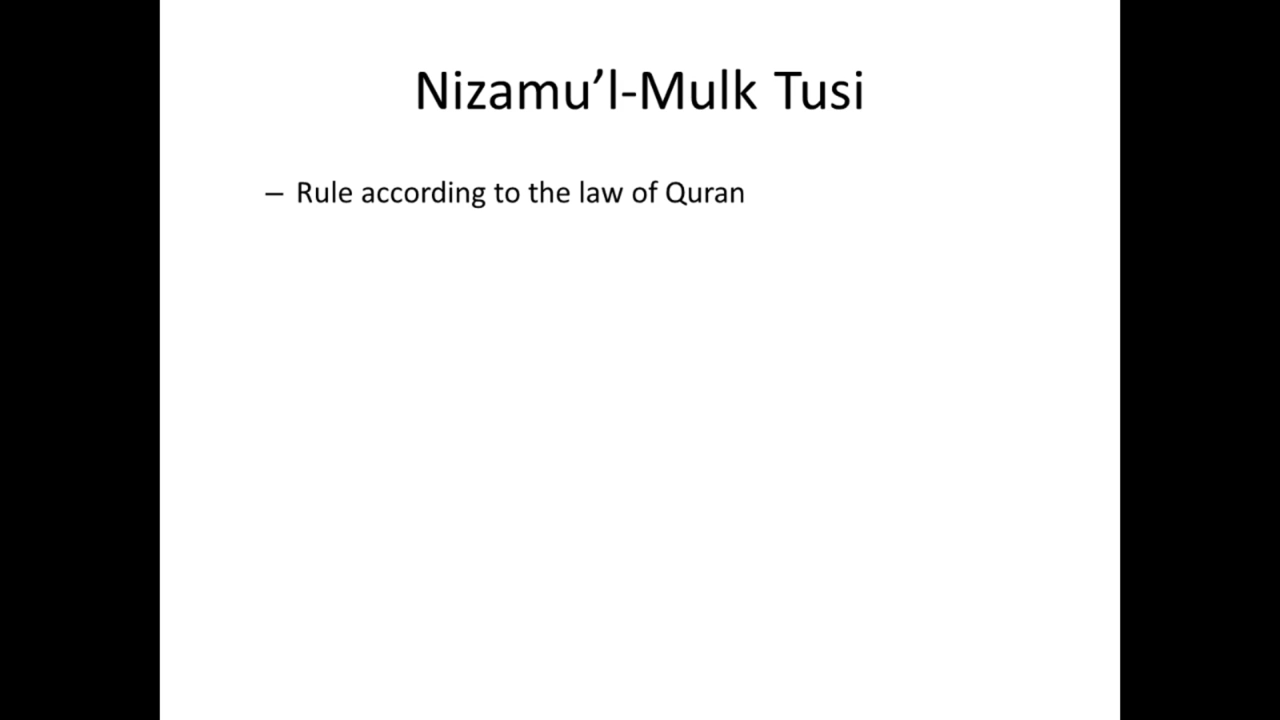 Nizamu’l-Mulk Tusi
– Rule according to the law of Quran